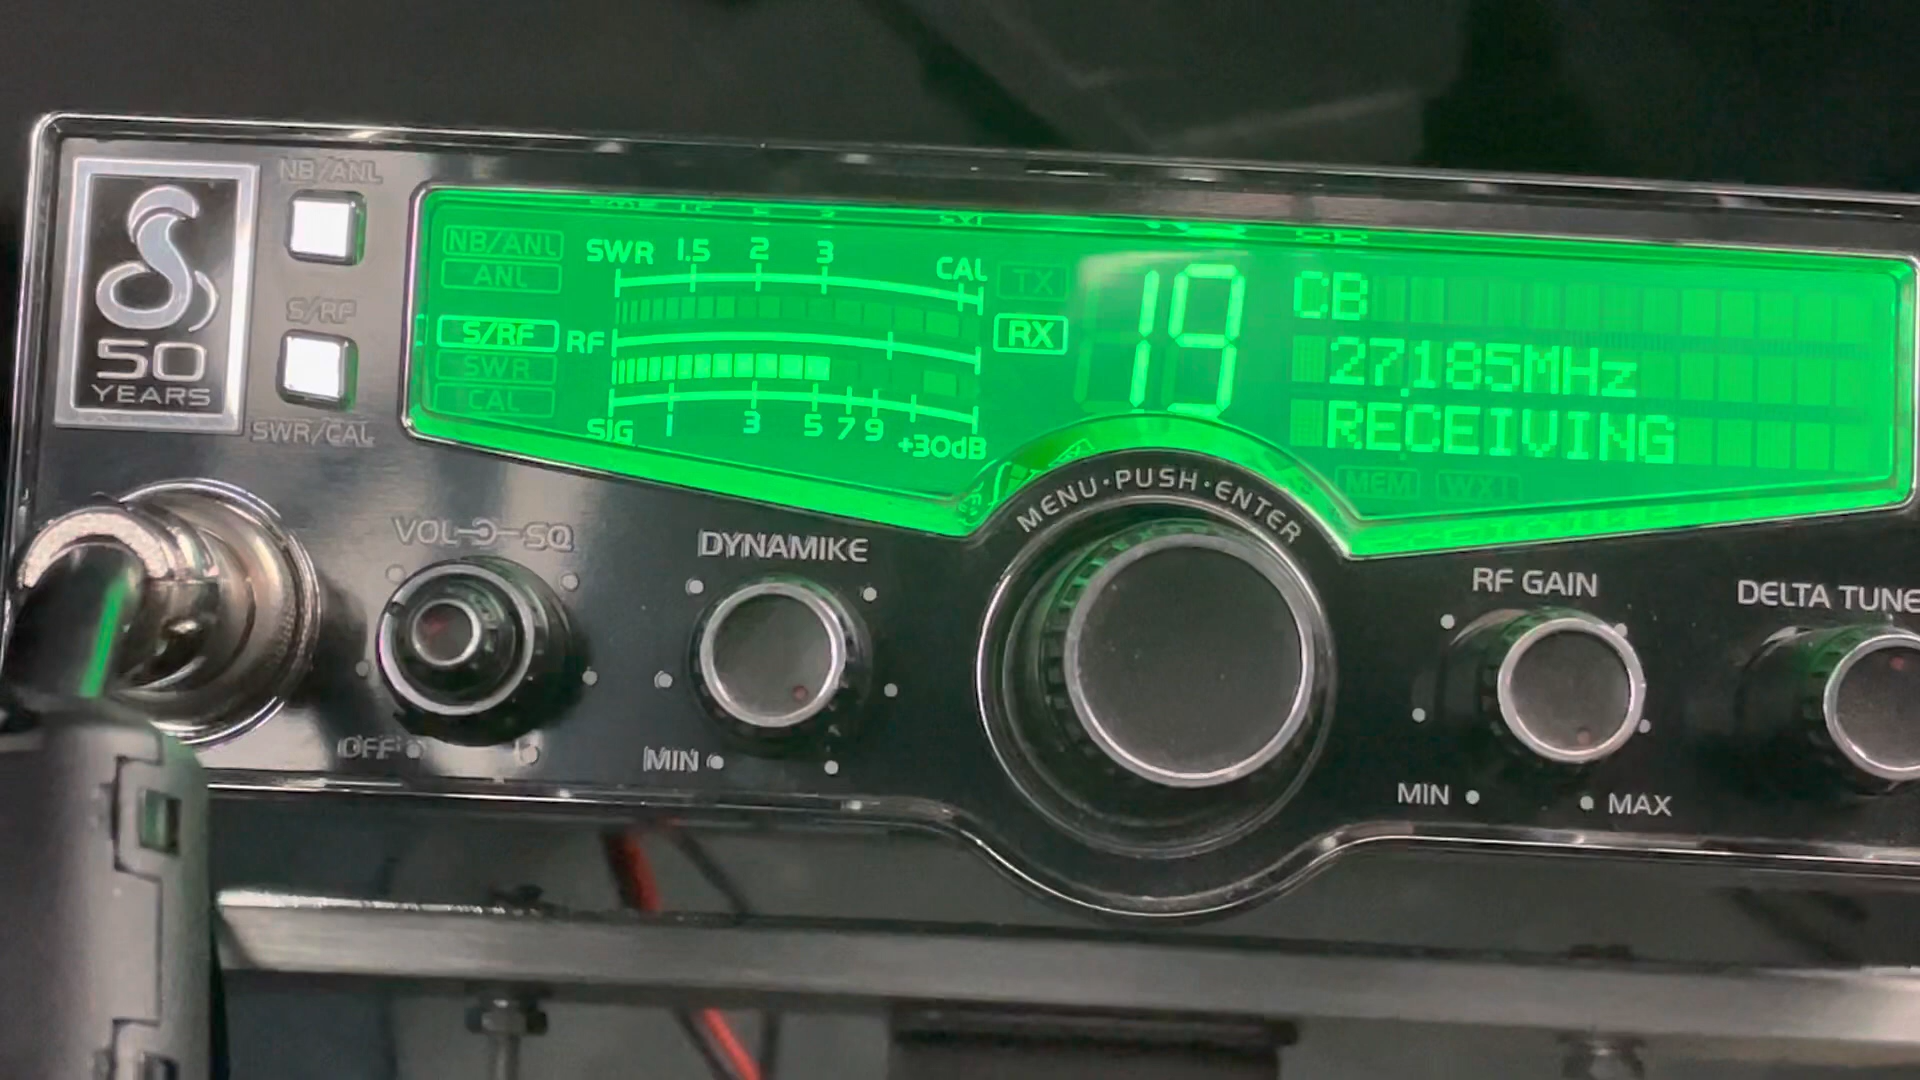 NB/ANL
S/RF
SWR/CAL
50
YEARS
NB/ANL
ANL
S/RF
SWR
CAL
SWR 1.5 2 3 CAL
RF
SIG 1 3 5 7 9 +30dB
TX
RX
19
CB
27.185MHz
RECEIVING
MEM WX
MENU·PUSH·ENTER
VOL SQ
OFF
DYNAMIKE
MIN
RF GAIN
MIN MAX
DELTA TUNE